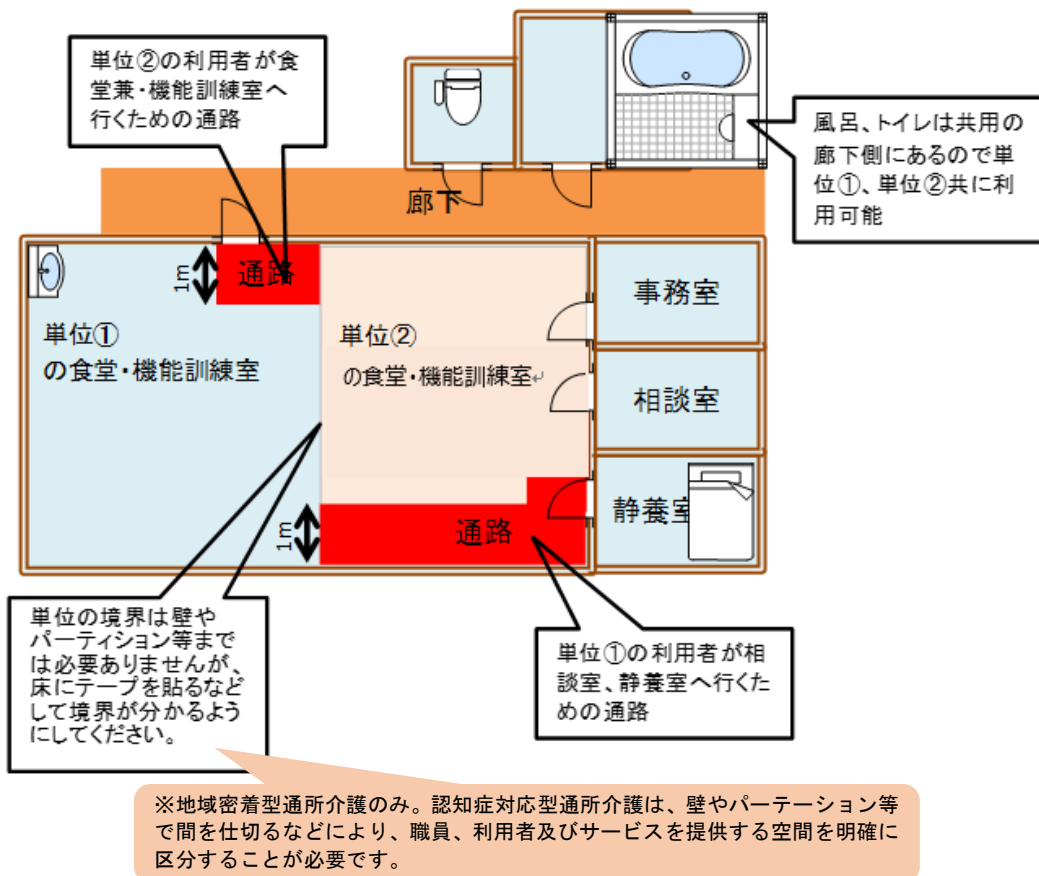 単位②の利用者が食
堂兼・機能訓練室へ
行くための通路
風呂、トイレは共用の
廊下側にあるので単
位①、単位②共に利
用可能
廊下
1m
通路
単位①
の食堂・機能訓練室
単位②
の食堂・機能訓練室↵
事務室
相談室
静養室
1m
通路
単位の境界は壁や
パーティション等まで
は必要ありませんが、
床にテープを貼るなど
して境界が分かるよう
にしてください。
単位①の利用者が相
談室、静養室へ行くた
めの通路
※地域密着型通所介護のみ。認知症対応型通所介護は、壁やパーテーション等
で間を仕切るなどにより、職員、利用者及びサービスを提供する空間を明確に
区分することが必要です。